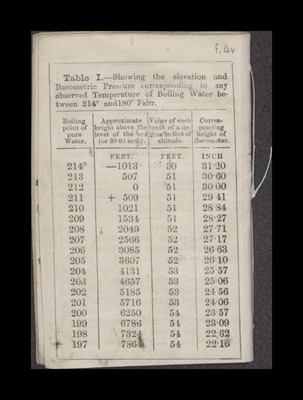 f. 4v
Table I.—Showing the elevation and
Barometric Pressure corresponding to any
observed Temperature of Boiling Water be-
tween 214° and 180° Fahr.
Boiling point of pure Water. Approximate height above the level of the sea (or 30·00 inch). Value of each tenth of a degree in feet of altitude. Corresponding height of Barometer.
FEET. FEET. INCH
214° —1013 50 31·20
213 507 51 30·60
212 0 51 30·00
211 + 509 51 29·41
210 1021 51 28·84
209 1534 51 28·27
208 2049 52 27·71
207 2566 52 27·17
206 3085 52 26·63
205 3607 52 26·10
204 4131 53 25·57
203 4657 53 25·06
202 5185 53 24·56
201 5716 53 24·06
200 6250 54 23·57
199 6786 54 23·09
198 7324 54 22·62
197 7864 54 22·16